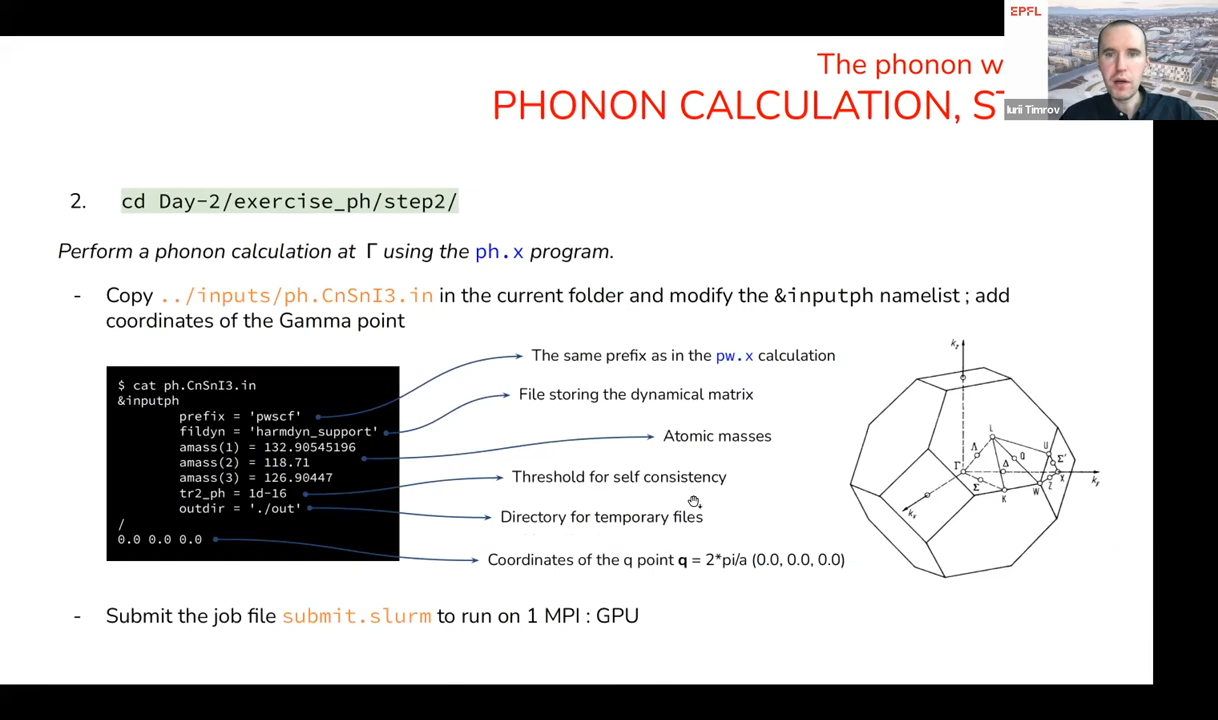 EPFL
Iurii Timrov
The phonon w
PHONON CALCULATION, ST
2. cd Day-2/exercise_ph/step2/
Perform a phonon calculation at Γ using the ph.x program.
- Copy ../inputs/ph.CnSnI3.in in the current folder and modify the &inputph namelist ; add
coordinates of the Gamma point
$ cat ph.CnSnI3.in
&inputph
prefix = 'pwscf'
fildyn = 'harmdyn_support'
amass(1) = 132.90545196
amass(2) = 118.71
amass(3) = 126.90447
tr2_ph = 1d-16
outdir = './out'
/
0.0 0.0 0.0
The same prefix as in the pw.x calculation
File storing the dynamical matrix
Atomic masses
Threshold for self consistency
Directory for temporary files
Coordinates of the q point q = 2*pi/a (0.0, 0.0, 0.0)
L
Λ
Q
U
Γ
Δ
Σ'
Σ
Z
X
K
W
- Submit the job file submit.slurm to run on 1 MPI : GPU